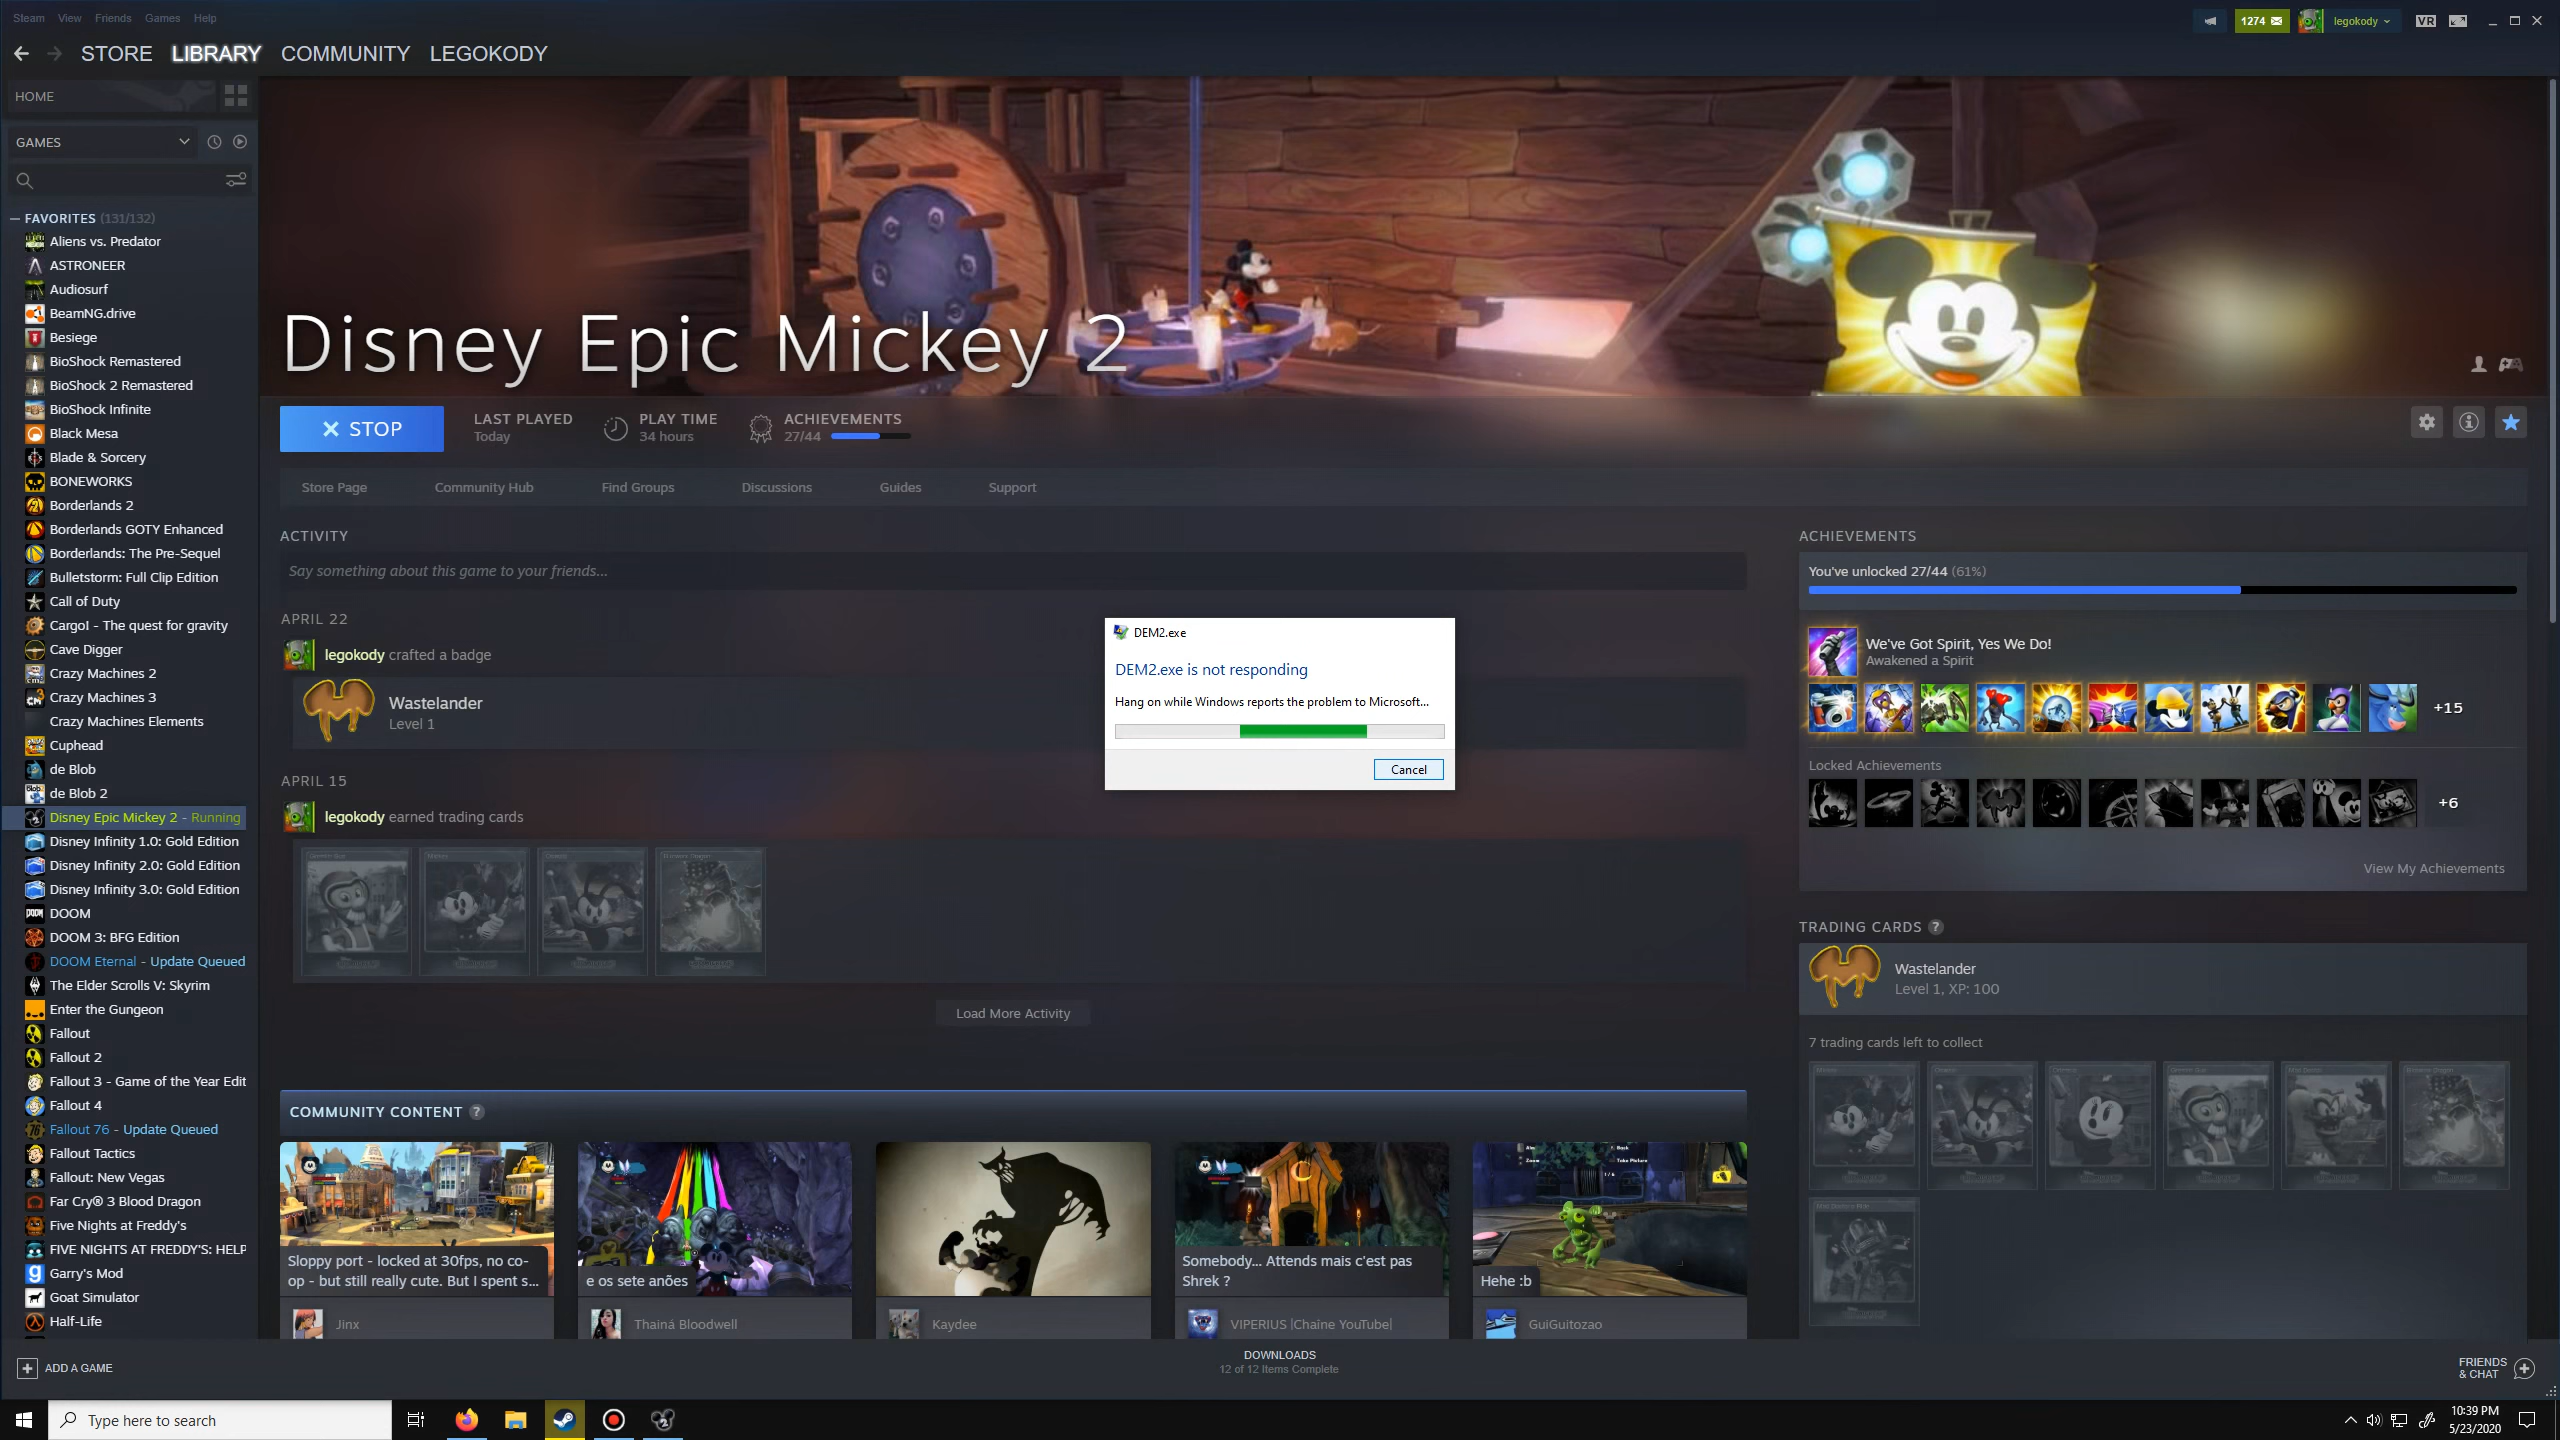 Steam View Friends Games Help
1274
legokody
VR
STORE LIBRARY COMMUNITY LEGOKODY
HOME
GAMES
FAVORITES (131/132)
Aliens vs. Predator
ASTRONEER
Audiosurf
BeamNG.drive
Besiege
BioShock Remastered
BioShock 2 Remastered
BioShock Infinite
Black Mesa
Blade & Sorcery
BONEWORKS
Borderlands 2
Borderlands GOTY Enhanced
Borderlands: The Pre-Sequel
Bulletstorm: Full Clip Edition
Call of Duty
Cargo! - The quest for gravity
Cave Digger
Crazy Machines 2
Crazy Machines 3
Crazy Machines Elements
Cuphead
de Blob
de Blob 2
Disney Epic Mickey 2 - Running
Disney Infinity 1.0: Gold Edition
Disney Infinity 2.0: Gold Edition
Disney Infinity 3.0: Gold Edition
DOOM
DOOM 3: BFG Edition
DOOM Eternal - Update Queued
The Elder Scrolls V: Skyrim
Enter the Gungeon
Fallout
Fallout 2
Fallout 3 - Game of the Year Edit
Fallout 4
Fallout 76 - Update Queued
Fallout Tactics
Fallout: New Vegas
Far Cry® 3 Blood Dragon
Five Nights at Freddy's
FIVE NIGHTS AT FREDDY'S: HELP
Garry's Mod
Goat Simulator
Half-Life
ADD A GAME
Disney Epic Mickey 2
STOP
LAST PLAYED
Today
PLAY TIME
34 hours
ACHIEVEMENTS
27/44
Store Page Community Hub Find Groups Discussions Guides Support
ACTIVITY
Say something about this game to your friends...
APRIL 22
legokody crafted a badge
Wastelander
Level 1
APRIL 15
legokody earned trading cards
Load More Activity
DEM2.exe
DEM2.exe is not responding
Hang on while Windows reports the problem to Microsoft...
Cancel
ACHIEVEMENTS
You've unlocked 27/44 (61%)
We've Got Spirit, Yes We Do!
Awakened a Spirit
+15
Locked Achievements
+6
View My Achievements
TRADING CARDS ?
Wastelander
Level 1, XP: 100
7 trading cards left to collect
COMMUNITY CONTENT ?
Sloppy port - locked at 30fps, no co-
op - but still really cute. But I spent s...
Jinx
e os sete anões
Thainá Bloodwell
Kaydee
Somebody... Attends mais c'est pas
Shrek ?
VIPERIUS |Chaîne YouTube|
Hehe :b
GuiGuitozao
DOWNLOADS
12 of 12 Items Complete
FRIENDS
& CHAT
Type here to search
10:39 PM
5/23/2020